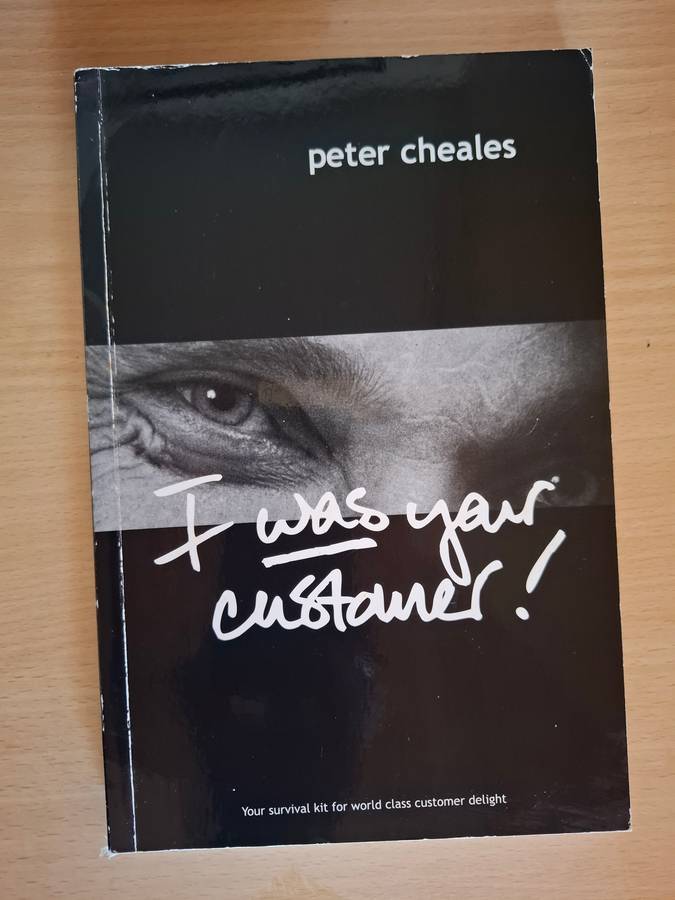 peter cheales
I was your
customer!
Your survival kit for world class customer delight